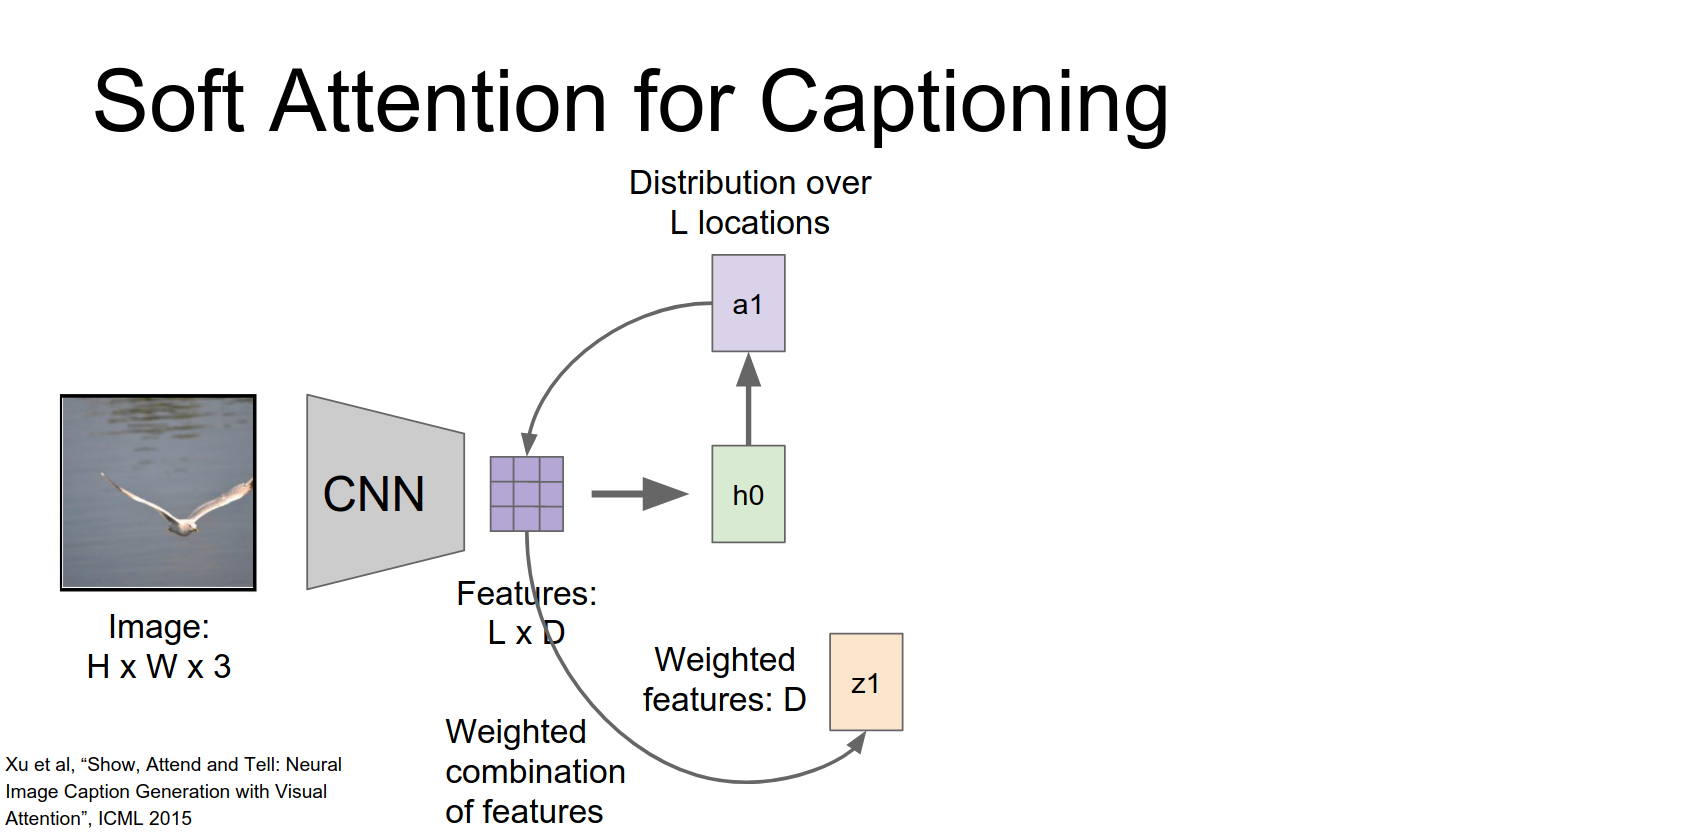 Soft Attention for Captioning
Distribution over
L locations
a1
CNN
h0
Features:
L x D
Image:
H x W x 3
Weighted
features: D
z1
Weighted
combination
of features
Xu et al, “Show, Attend and Tell: Neural
Image Caption Generation with Visual
Attention”, ICML 2015